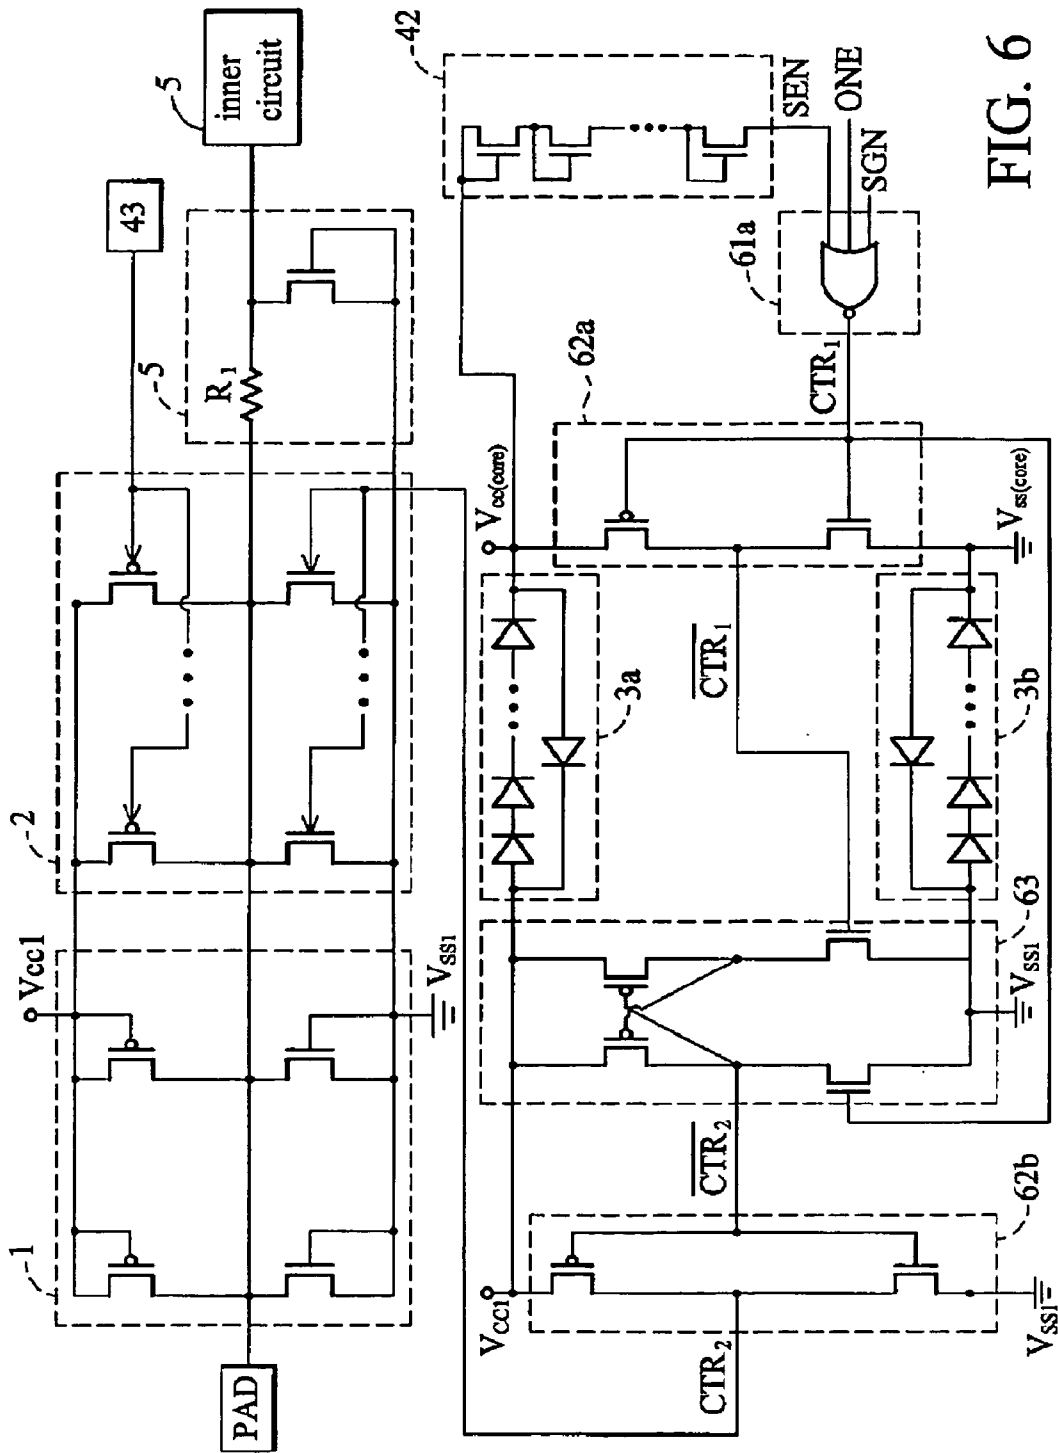 PAD
1
Vcc1
VSS1
2
43
5
R1
5
inner
circuit
VCC1
CTR2
VSS1
62b
CTR2
63
VSS1
3a
3b
CTR1
Vcc(core)
Vss(core)
62a
CTR1
61a
42
SEN
ONE
SGN
FIG. 6